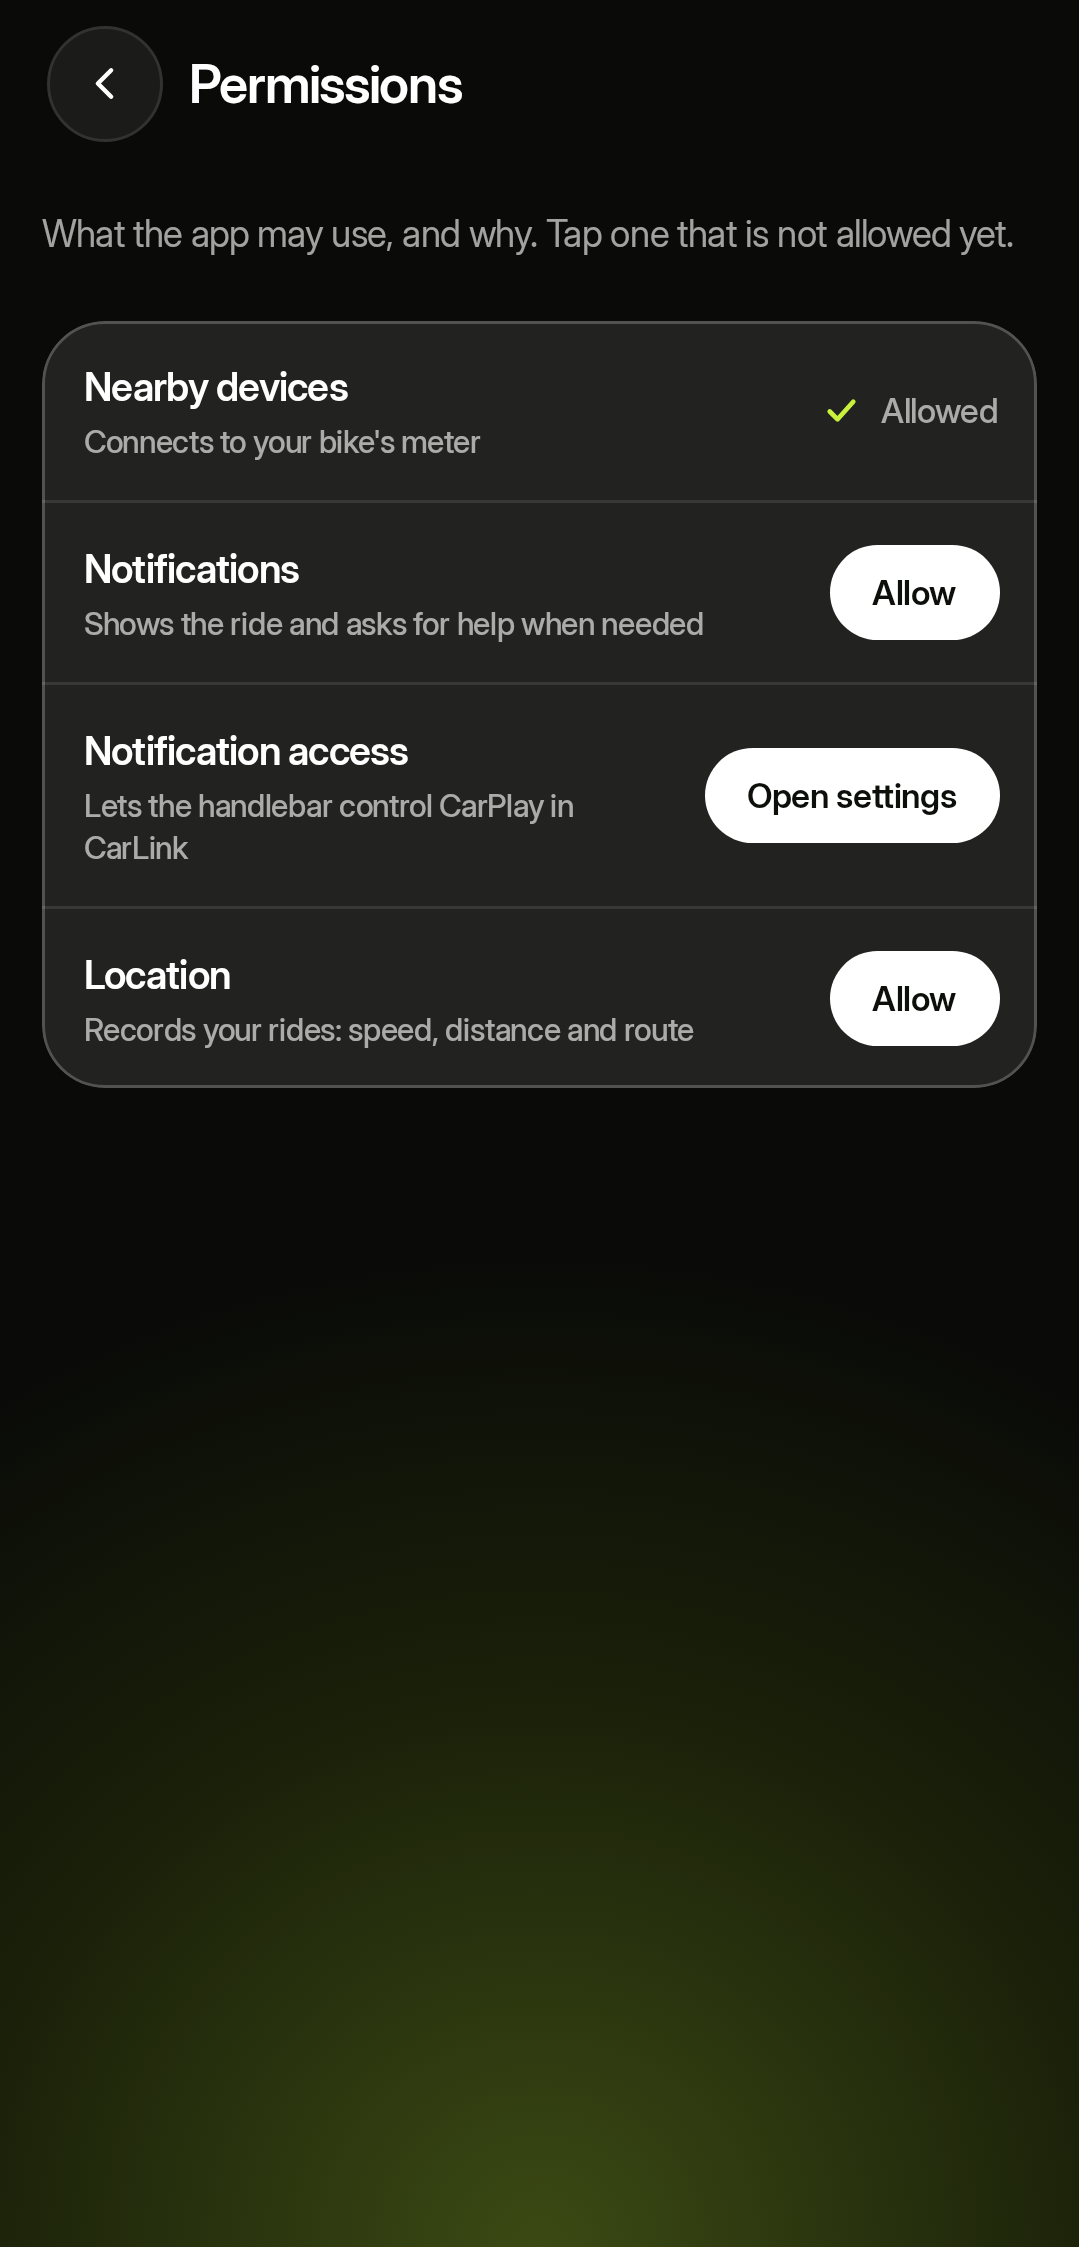 Permissions
What the app may use, and why. Tap one that is not allowed yet.
Nearby devices
Connects to your bike's meter
Allowed
Notifications
Shows the ride and asks for help when needed
Allow
Notification access
Lets the handlebar control CarPlay in
CarLink
Open settings
Location
Records your rides: speed, distance and route
Allow